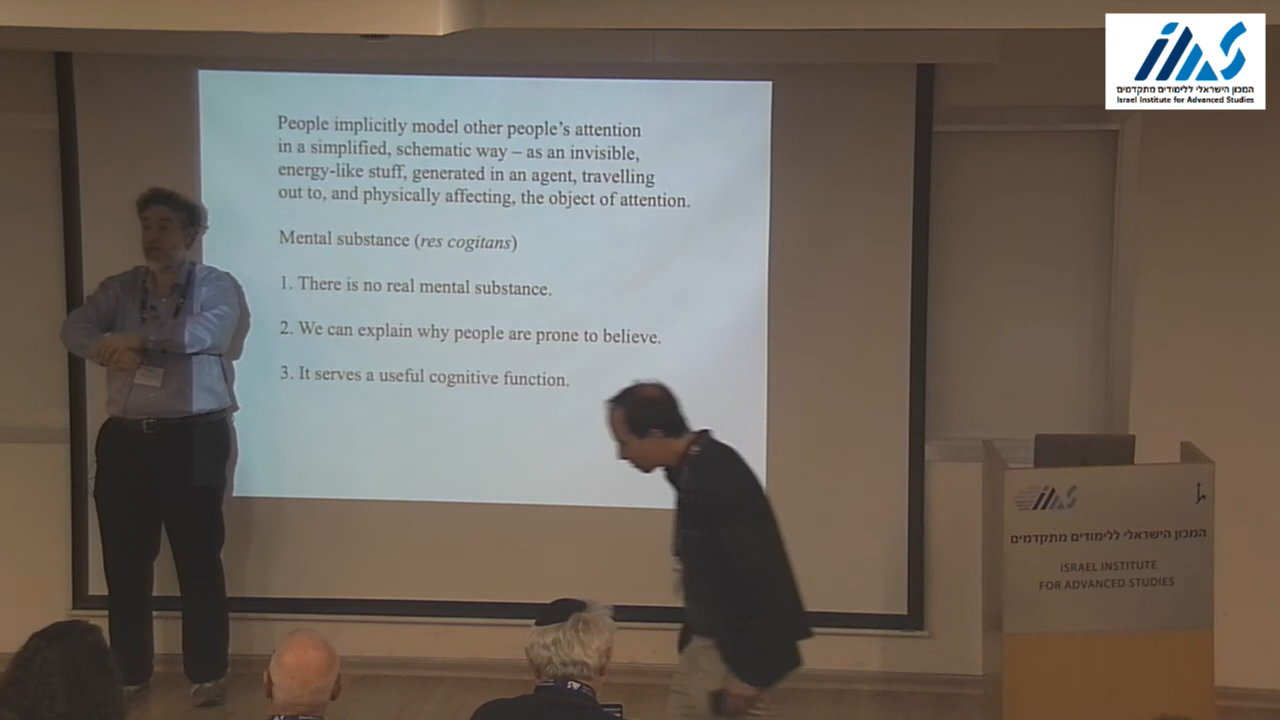 People implicitly model other people's attention
in a simplified, schematic way – as an invisible,
energy-like stuff, generated in an agent, travelling
out to, and physically affecting, the object of attention.
Mental substance (res cogitans)
1. There is no real mental substance.
2. We can explain why people are prone to believe.
3. It serves a useful cognitive function.
iias
המכון הישראלי ללימודים מתקדמים
Israel Institute for Advanced Studies
iias
המכון הישראלי ללימודים מתקדמים
ISRAEL INSTITUTE
FOR ADVANCED STUDIES